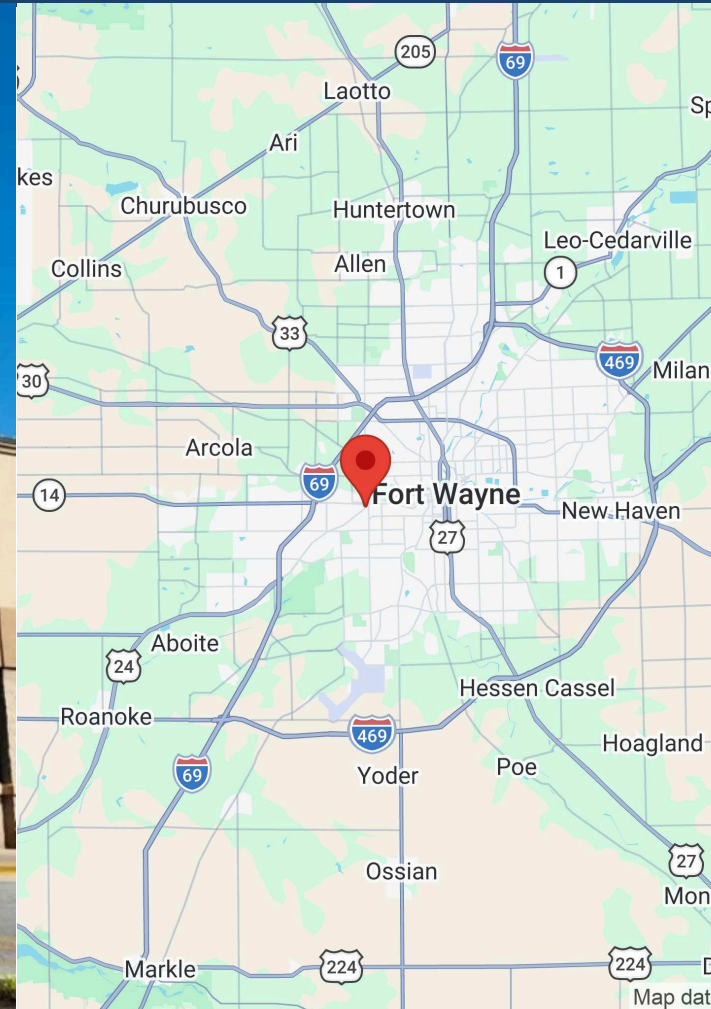 205
69
Laotto
Sp
Ari
kes
Churubusco
Huntertown
Leo-Cedarville
Allen
Collins
1
33
469
30
Milan
Arcola
69
14
Fort Wayne
New Haven
27
Aboite
24
Hessen Cassel
Roanoke
469
Hoagland
Poe
69
Yoder
27
Ossian
Mon
Markle
224
224
D
Map dat